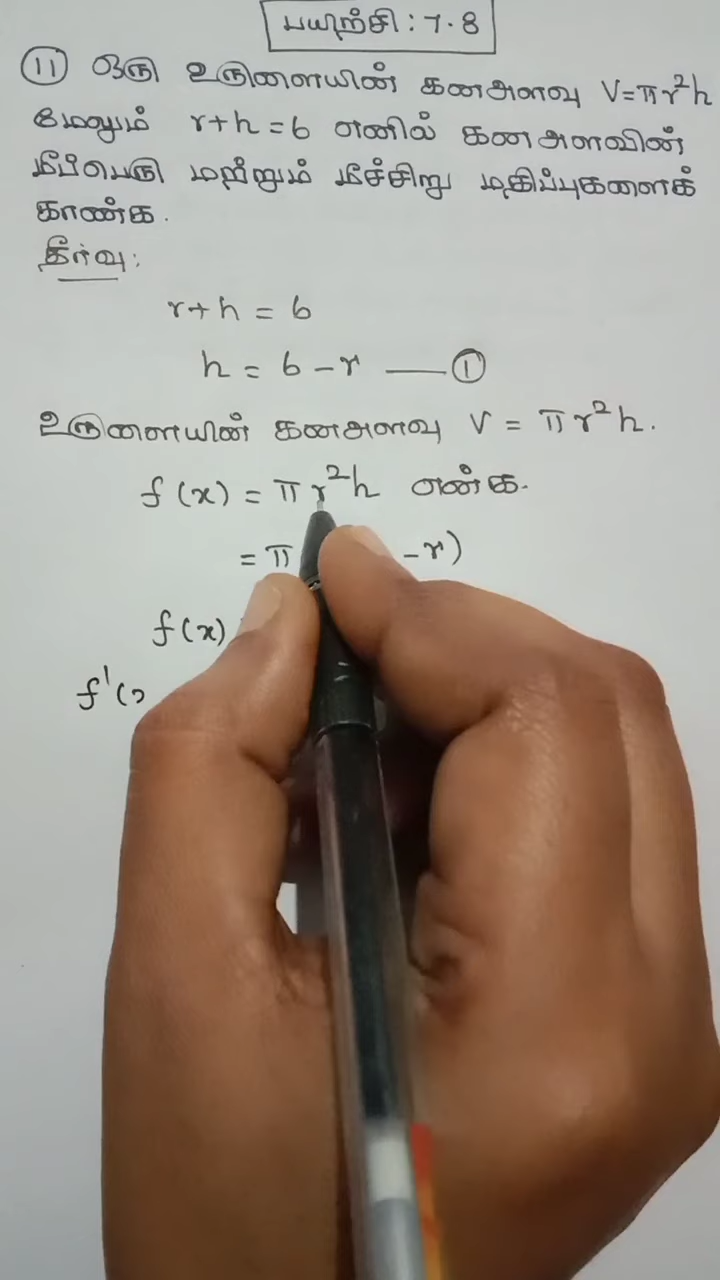 பயிற்சி : 7.8
11 ஒரு உருளையின் கனஅளவு V=πr²h
மேலும் r+h = 6 எனில் கனஅளவின்
மீப்பெரு மற்றும் மீச்சிறு மதிப்புகளைக்
காண்க.
தீர்வு:
r+h = 6
h = 6-r —— 1
உருளையின் கனஅளவு V = πr²h.
f(x) = πr²h என்க.
= π -r)
f(x)
f'(